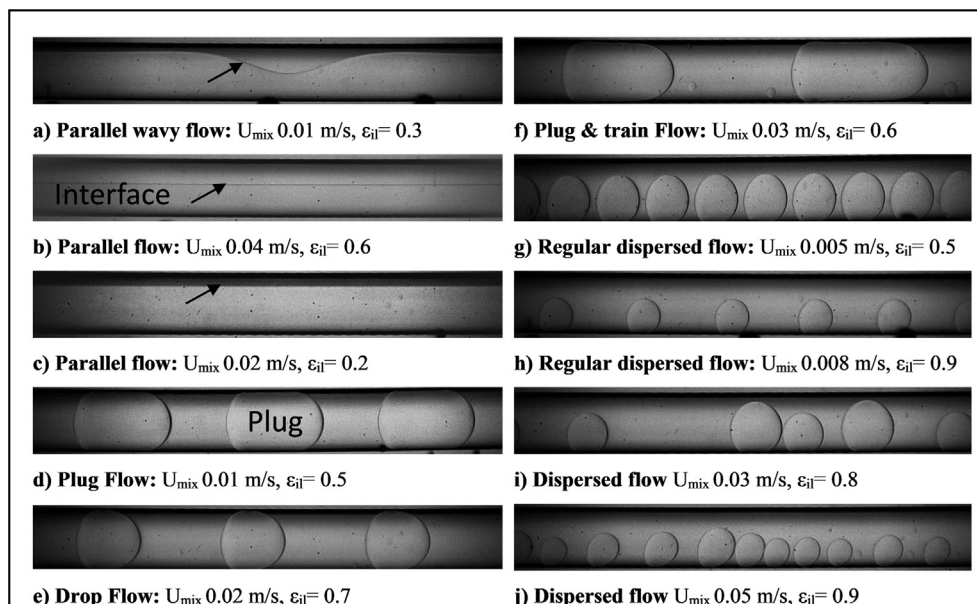 a) Parallel wavy flow: Umix 0.01 m/s, εil= 0.3
Interface
b) Parallel flow: Umix 0.04 m/s, εil= 0.6
c) Parallel flow: Umix 0.02 m/s, εil= 0.2
Plug
d) Plug Flow: Umix 0.01 m/s, εil= 0.5
e) Drop Flow: Umix 0.02 m/s, εil= 0.7
f) Plug & train Flow: Umix 0.03 m/s, εil= 0.6
g) Regular dispersed flow: Umix 0.005 m/s, εil= 0.5
h) Regular dispersed flow: Umix 0.008 m/s, εil= 0.9
i) Dispersed flow Umix 0.03 m/s, εil= 0.8
j) Dispersed flow Umix 0.05 m/s, εil= 0.9